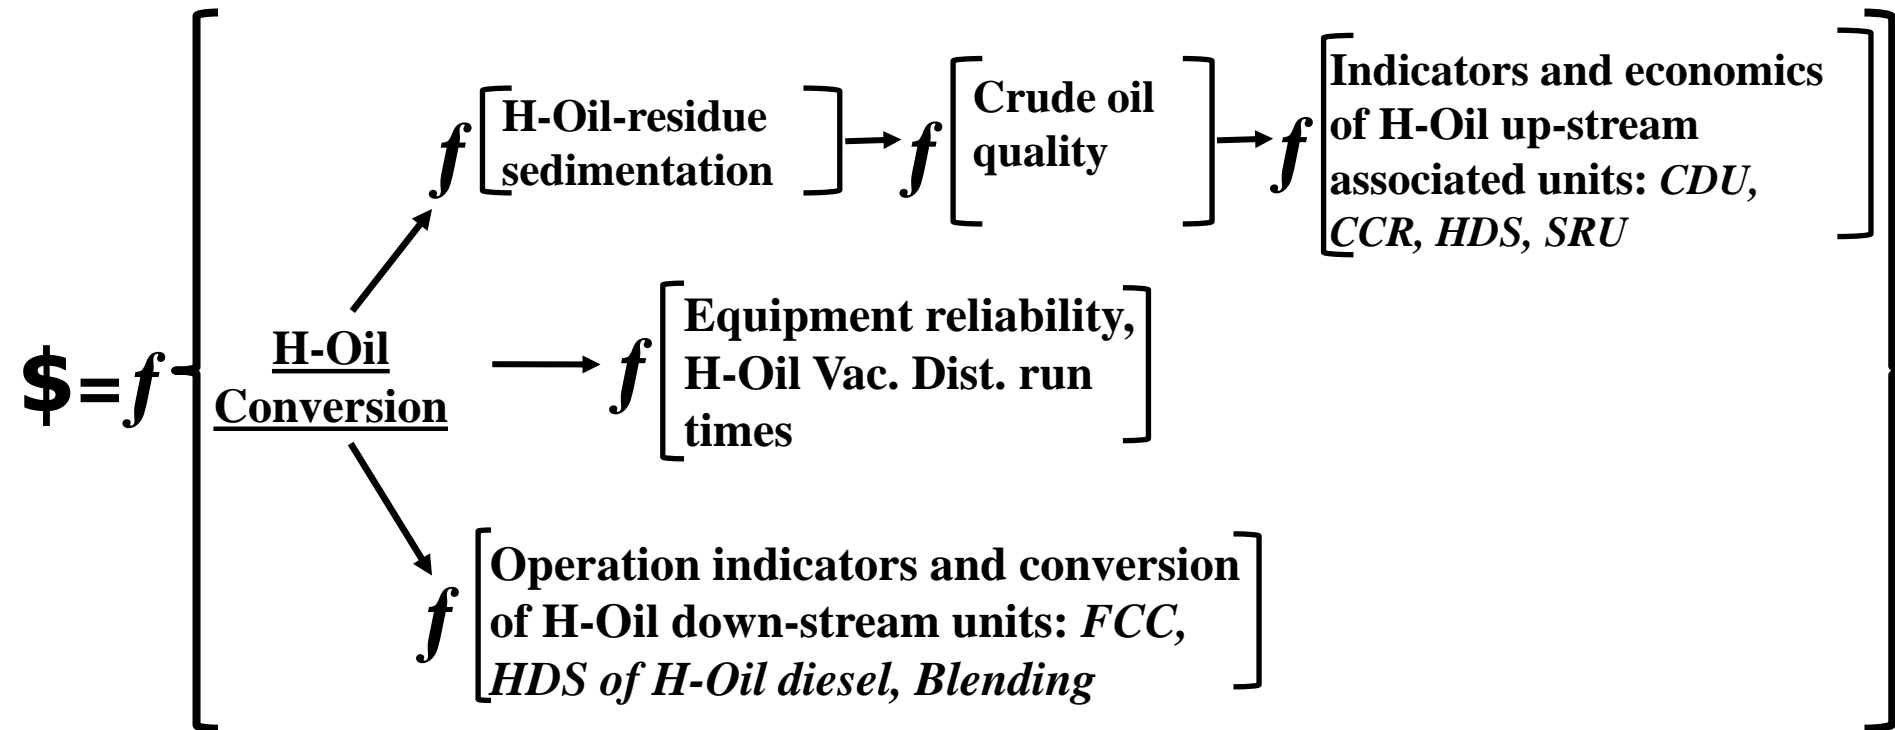 $=f
H-Oil
Conversion
f
H-Oil-residue
sedimentation
f
Crude oil
quality
f
Indicators and economics
of H-Oil up-stream
associated units: CDU,
CCR, HDS, SRU
f
Equipment reliability,
H-Oil Vac. Dist. run
times
f
Operation indicators and conversion
of H-Oil down-stream units: FCC,
HDS of H-Oil diesel, Blending